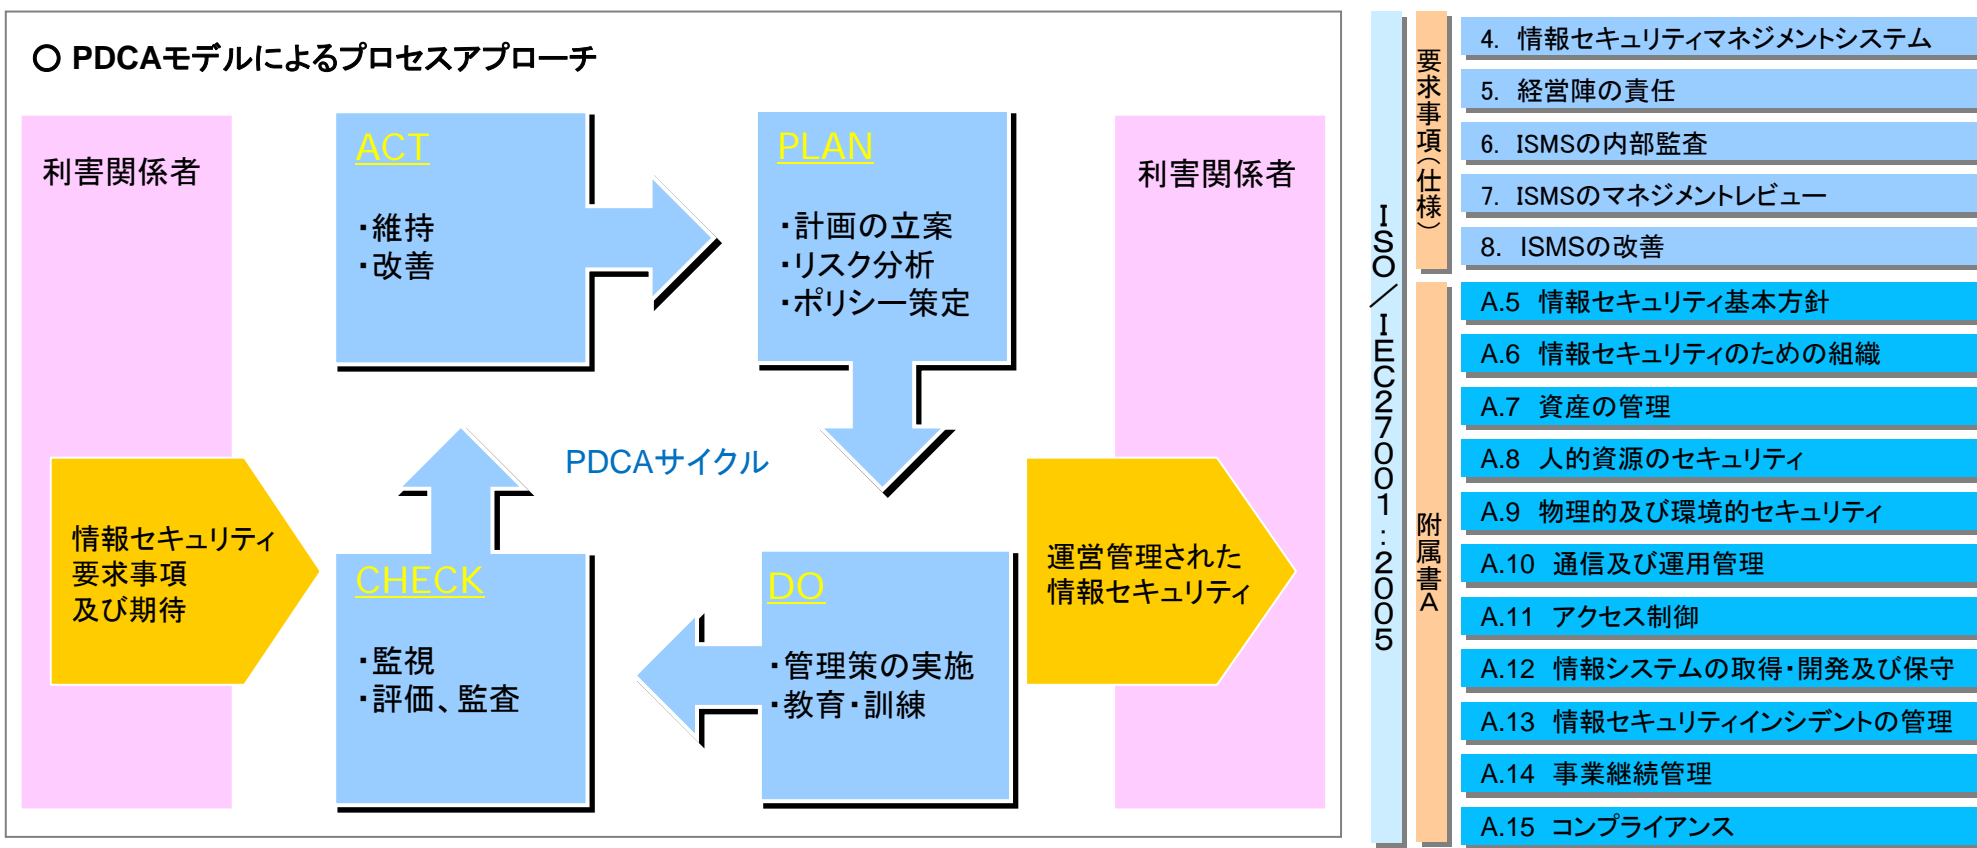 ○ PDCAモデルによるプロセスアプローチ
利害関係者
情報セキュリティ
要求事項
及び期待
ACT
・維持
・改善
PLAN
・計画の立案
・リスク分析
・ポリシー策定
PDCAサイクル
CHECK
・監視
・評価、監査
DO
・管理策の実施
・教育・訓練
利害関係者
運営管理された
情報セキュリティ
ISO/IEC27001:2005
要求事項(仕様)
4. 情報セキュリティマネジメントシステム
5. 経営陣の責任
6. ISMSの内部監査
7. ISMSのマネジメントレビュー
8. ISMSの改善
附属書A
A.5 情報セキュリティ基本方針
A.6 情報セキュリティのための組織
A.7 資産の管理
A.8 人的資源のセキュリティ
A.9 物理的及び環境的セキュリティ
A.10 通信及び運用管理
A.11 アクセス制御
A.12 情報システムの取得・開発及び保守
A.13 情報セキュリティインシデントの管理
A.14 事業継続管理
A.15 コンプライアンス